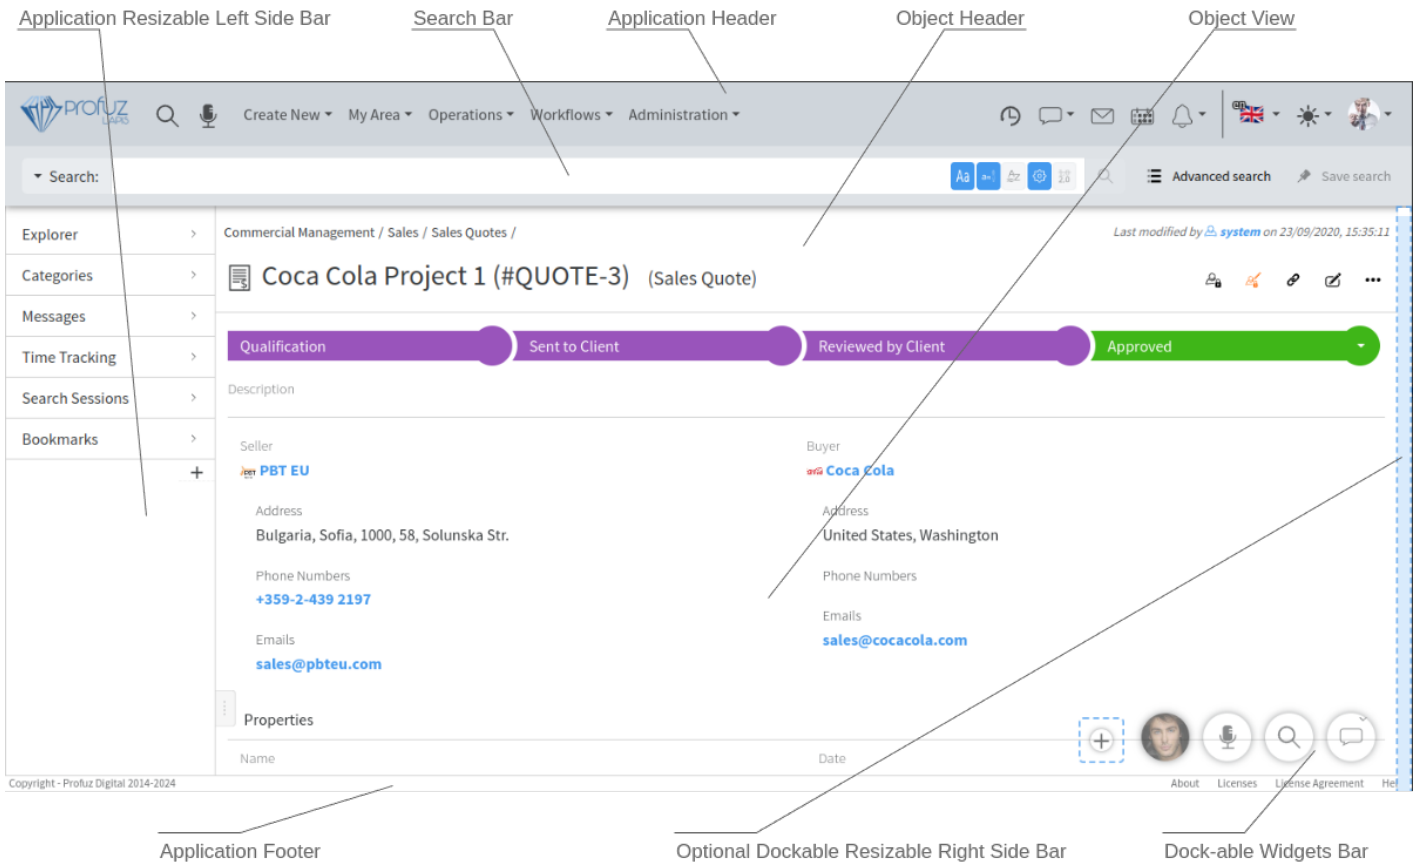 Application Resizable Left Side Bar
Search Bar
Application Header
Object Header
Object View
Profuz
LAPIS
Create New
My Area
Operations
Workflows
Administration
Search:
Aa
Advanced search
Save search
Explorer
Categories
Messages
Time Tracking
Search Sessions
Bookmarks
Commercial Management / Sales / Sales Quotes /
Last modified by system on 23/09/2020, 15:35:11
Coca Cola Project 1 (#QUOTE-3) (Sales Quote)
Qualification
Sent to Client
Reviewed by Client
Approved
Description
Seller
PBT EU
Address
Bulgaria, Sofia, 1000, 58, Solunska Str.
Phone Numbers
+359-2-439 2197
Emails
sales@pbteu.com
Buyer
Coca Cola
Address
United States, Washington
Phone Numbers
Emails
sales@cocacola.com
Properties
Name
Date
Copyright - Profuz Digital 2014-2024
About
Licenses
License Agreement
Application Footer
Optional Dockable Resizable Right Side Bar
Dock-able Widgets Bar